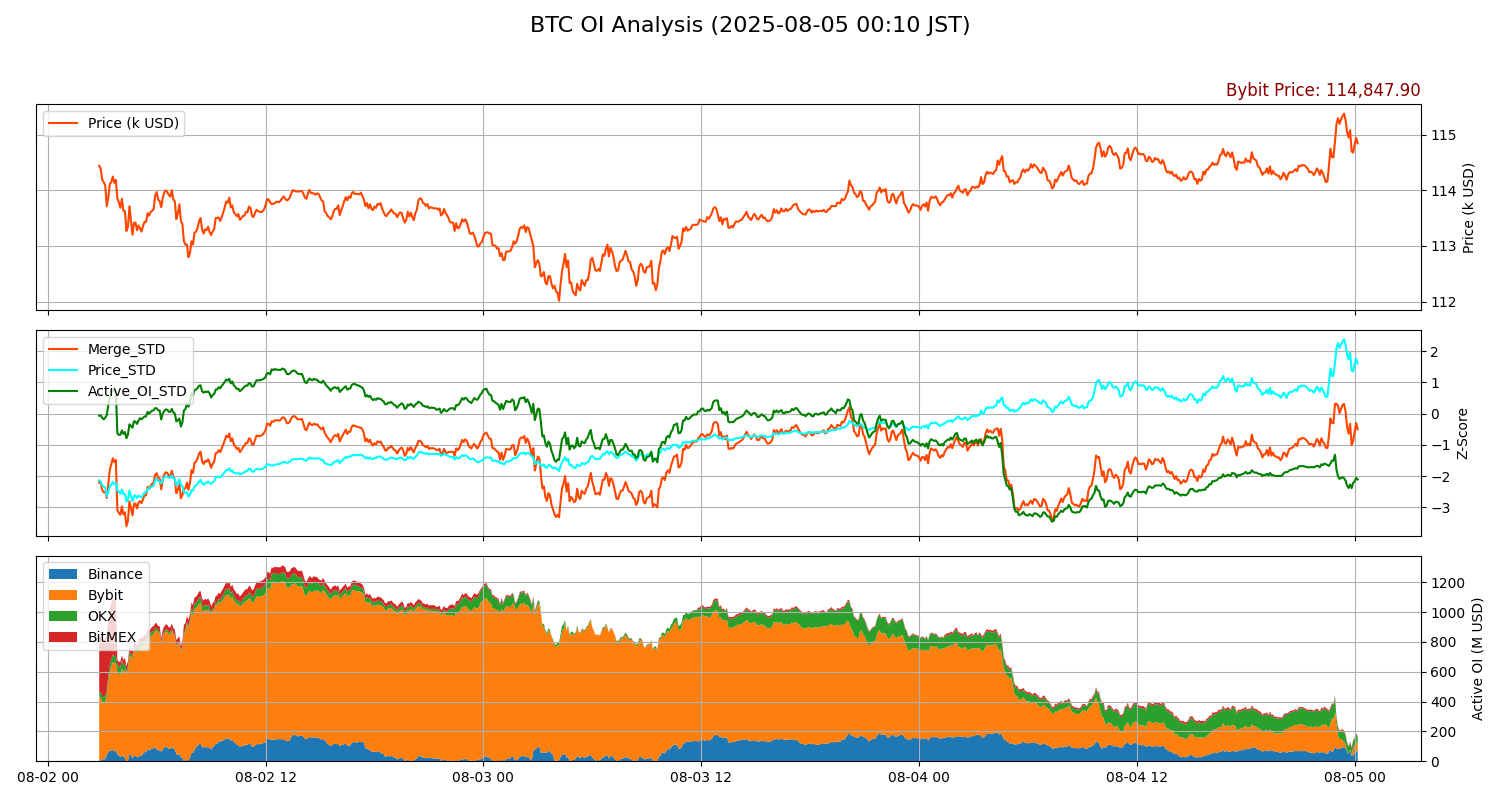 BTC OI Analysis (2025-08-05 00:10 JST)
Bybit Price: 114,847.90
Price (k USD)
115
114
113
112
Price (k USD)
Merge_STD
Price_STD
Active_OI_STD
2
1
0
−1
−2
−3
Z-Score
Binance
Bybit
OKX
BitMEX
1200
1000
800
600
400
200
0
Active OI (M USD)
08-02 00
08-02 12
08-03 00
08-03 12
08-04 00
08-04 12
08-05 00